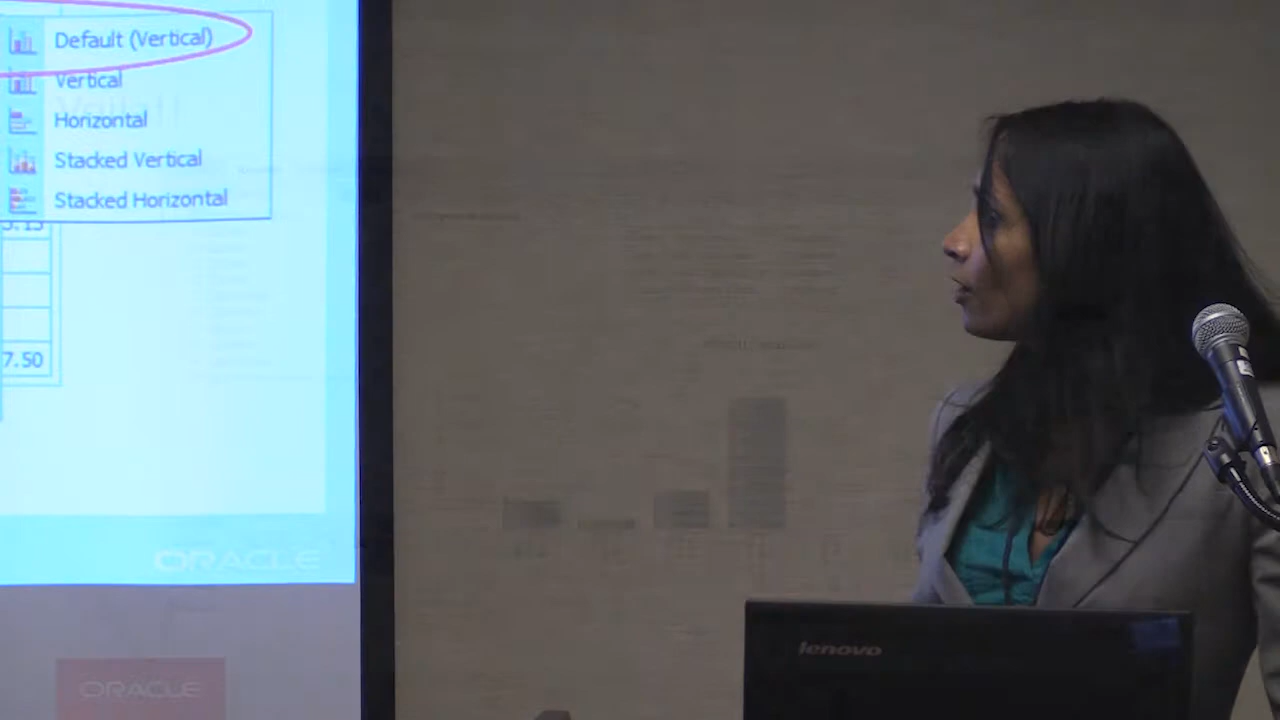 Default (Vertical)
Vertical
Horizontal
Stacked Vertical
Stacked Horizontal
7.50
ORACLE
ORACLE
lenovo